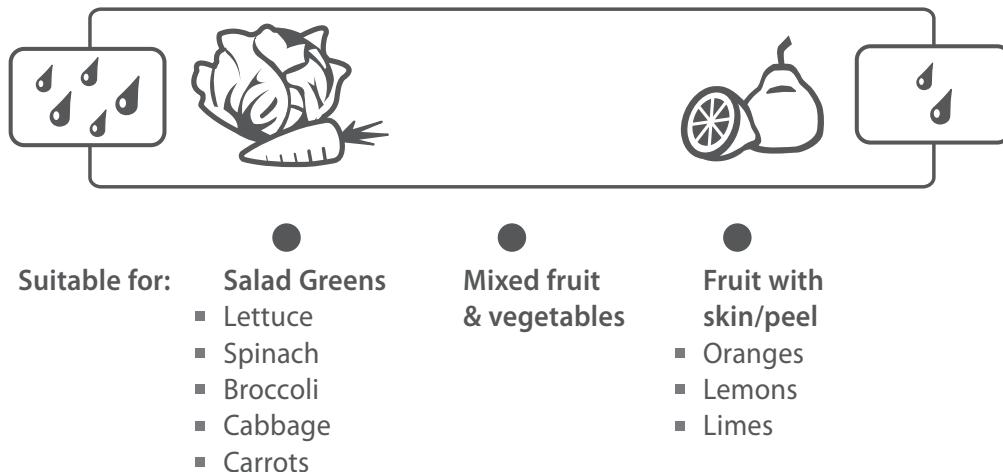 Suitable for:
Salad Greens
▪ Lettuce
▪ Spinach
▪ Broccoli
▪ Cabbage
▪ Carrots
Mixed fruit
& vegetables
Fruit with
skin/peel
▪ Oranges
▪ Lemons
▪ Limes